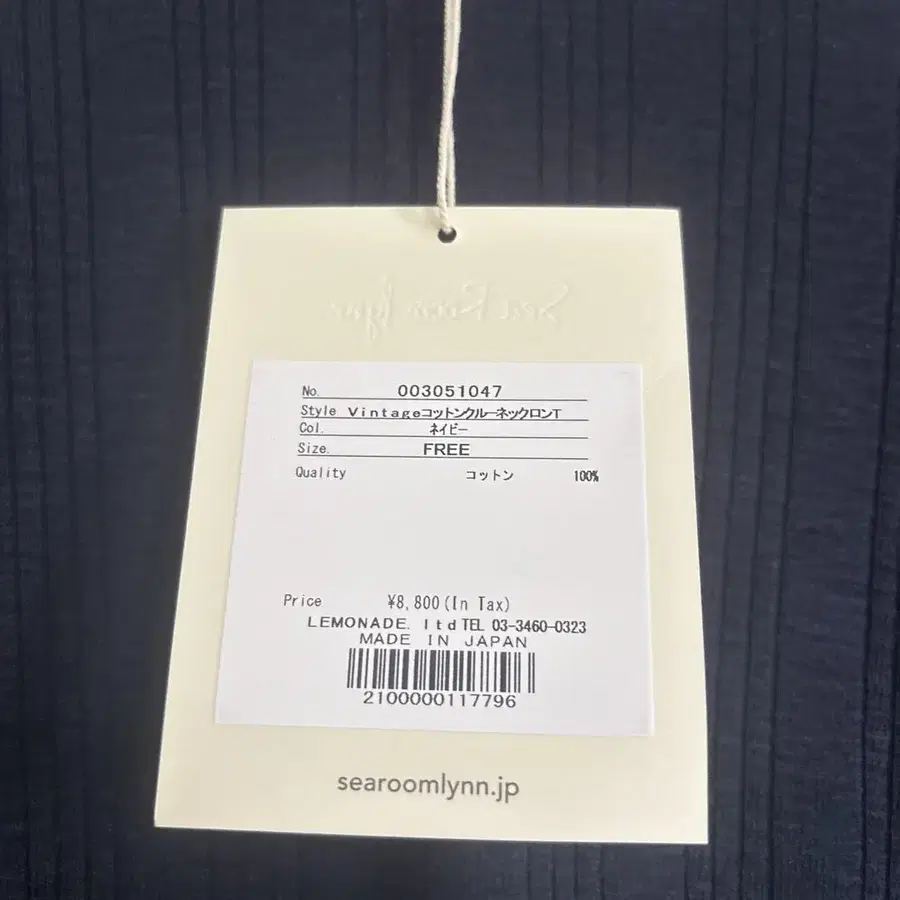 No. 003051047
Style VintageコットンクルーネックロンT
Col. ネイビー
Size. FREE
Quality コットン 100%
Price ¥8,800(In Tax)
LEMONADE. ltd TEL 03-3460-0323
MADE IN JAPAN
2100000117796
searoomlynn.jp